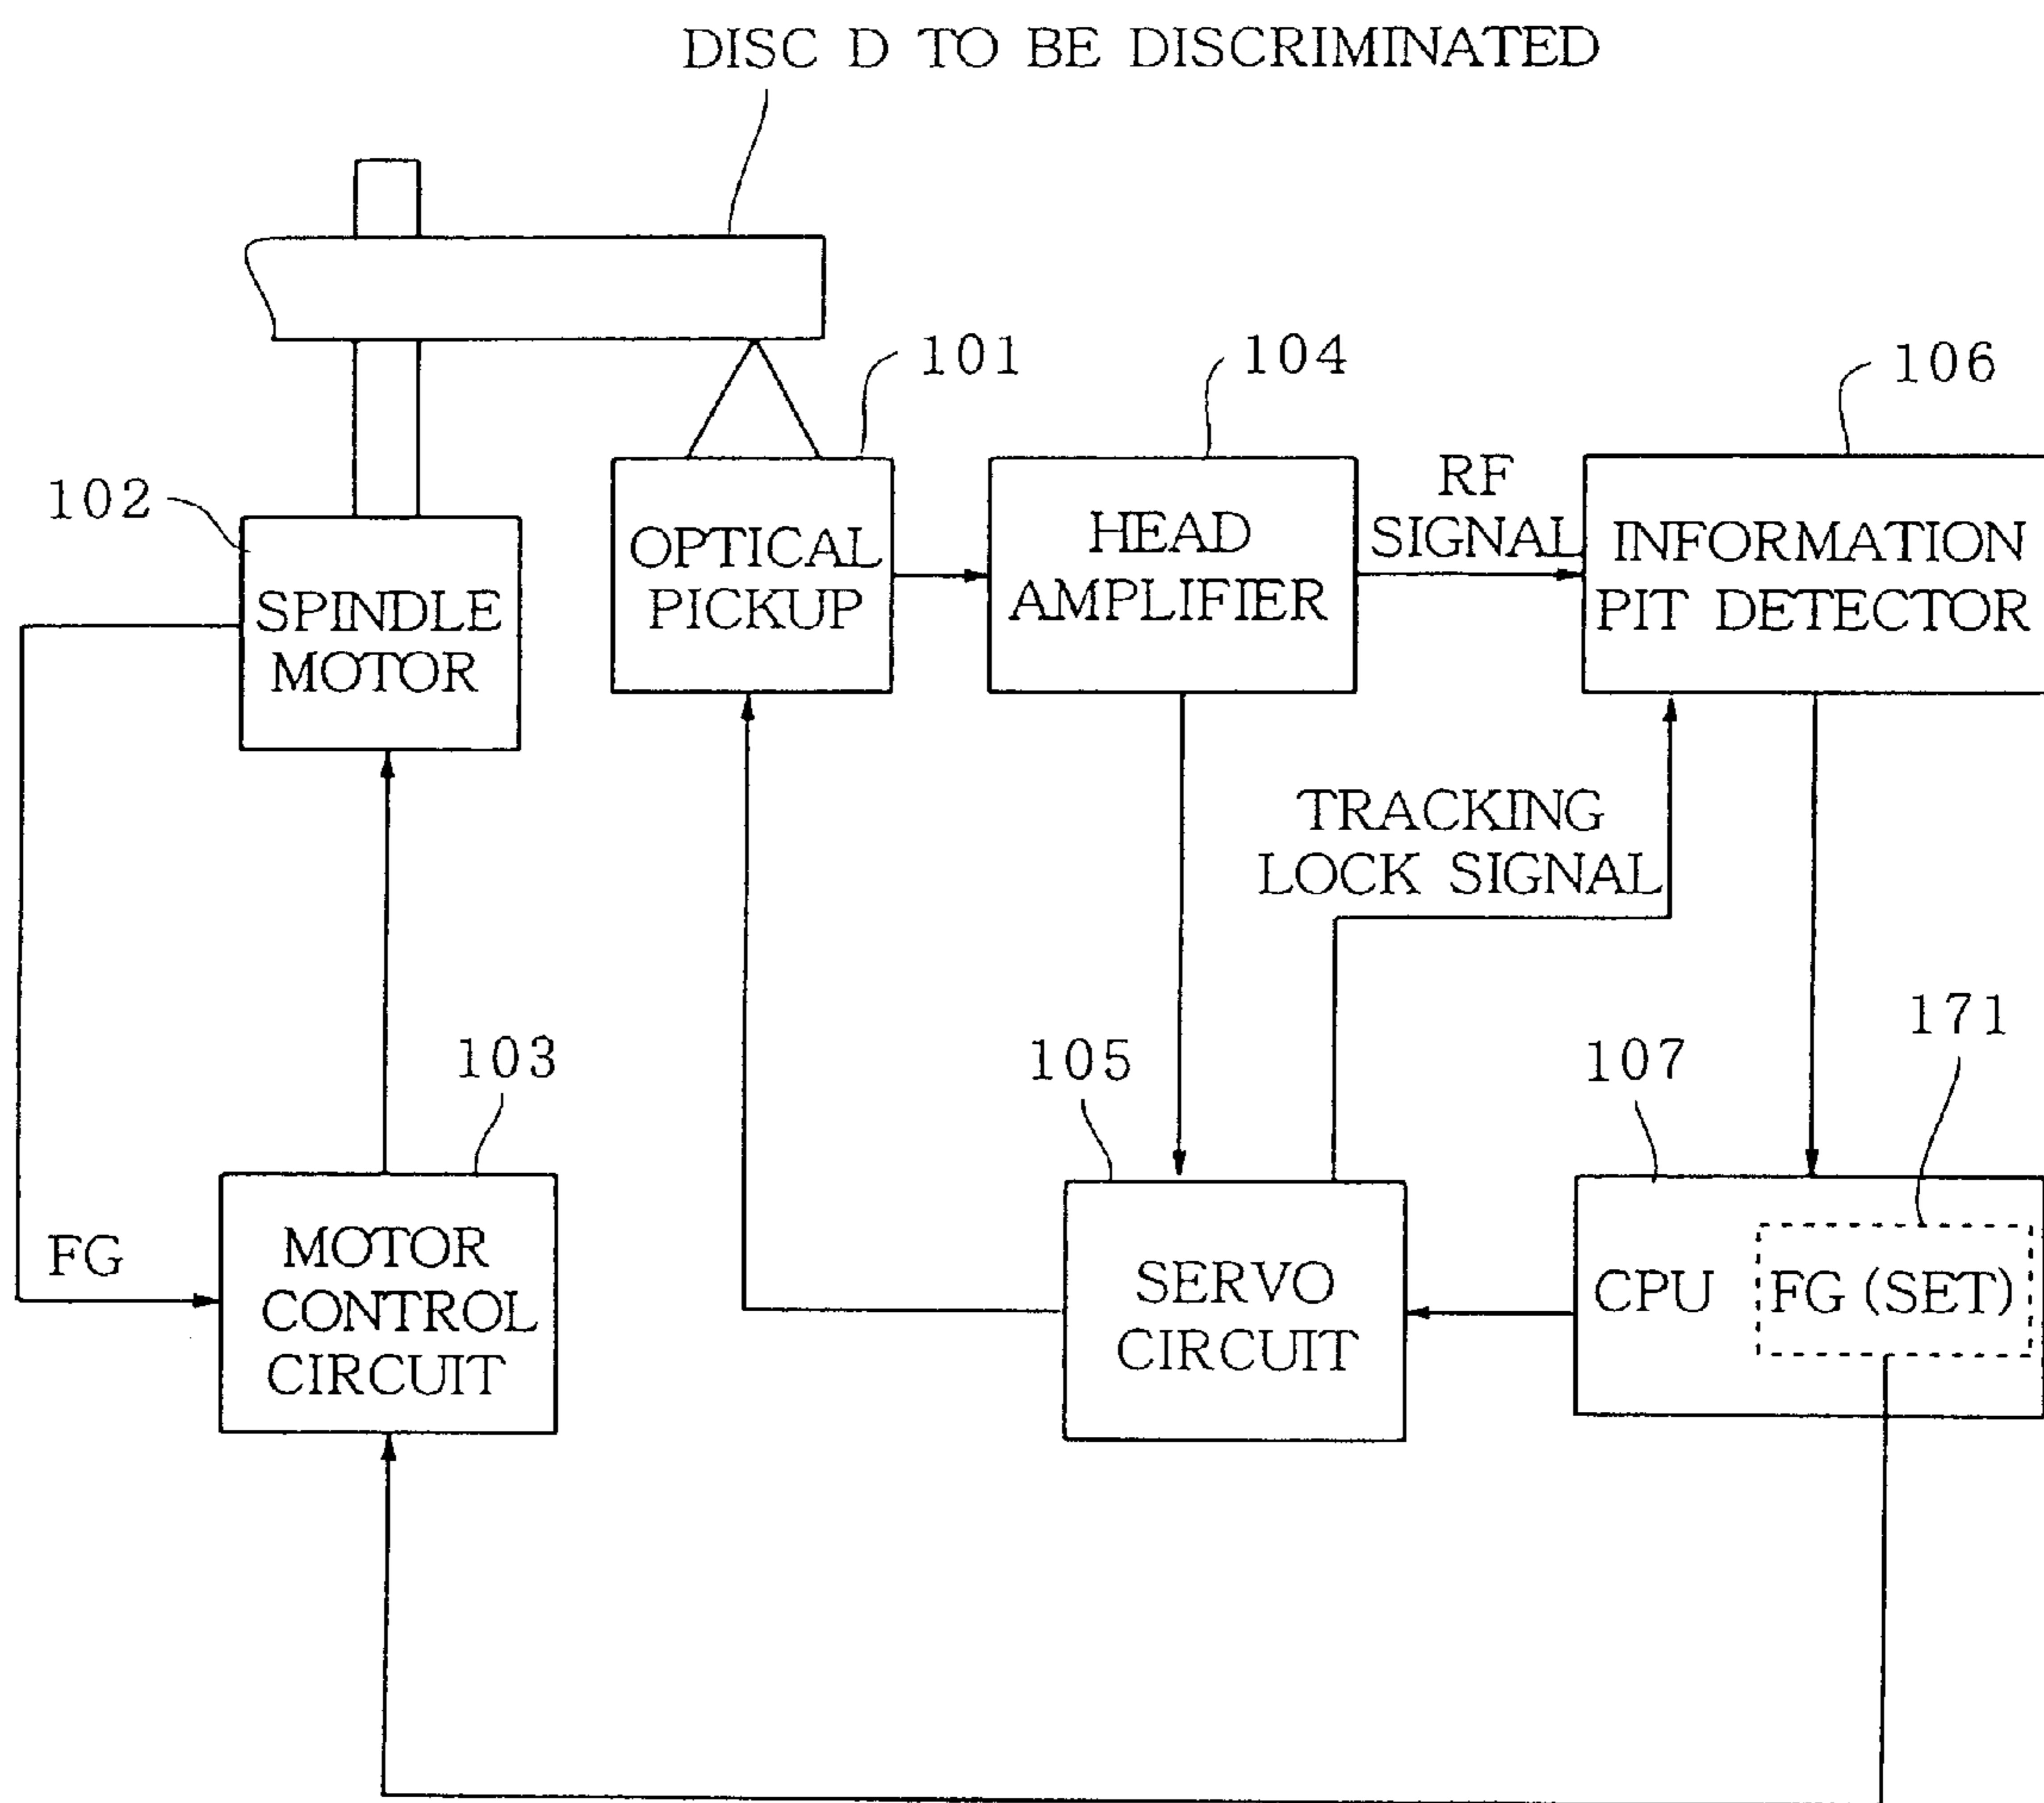 DISC D TO BE DISCRIMINATED
101
104
106
102
RF
SIGNAL
OPTICAL
PICKUP
HEAD
AMPLIFIER
INFORMATION
PIT DETECTOR
SPINDLE
MOTOR
TRACKING
LOCK SIGNAL
171
103
105
107
FG
MOTOR
CONTROL
CIRCUIT
SERVO
CIRCUIT
CPU
FG (SET)